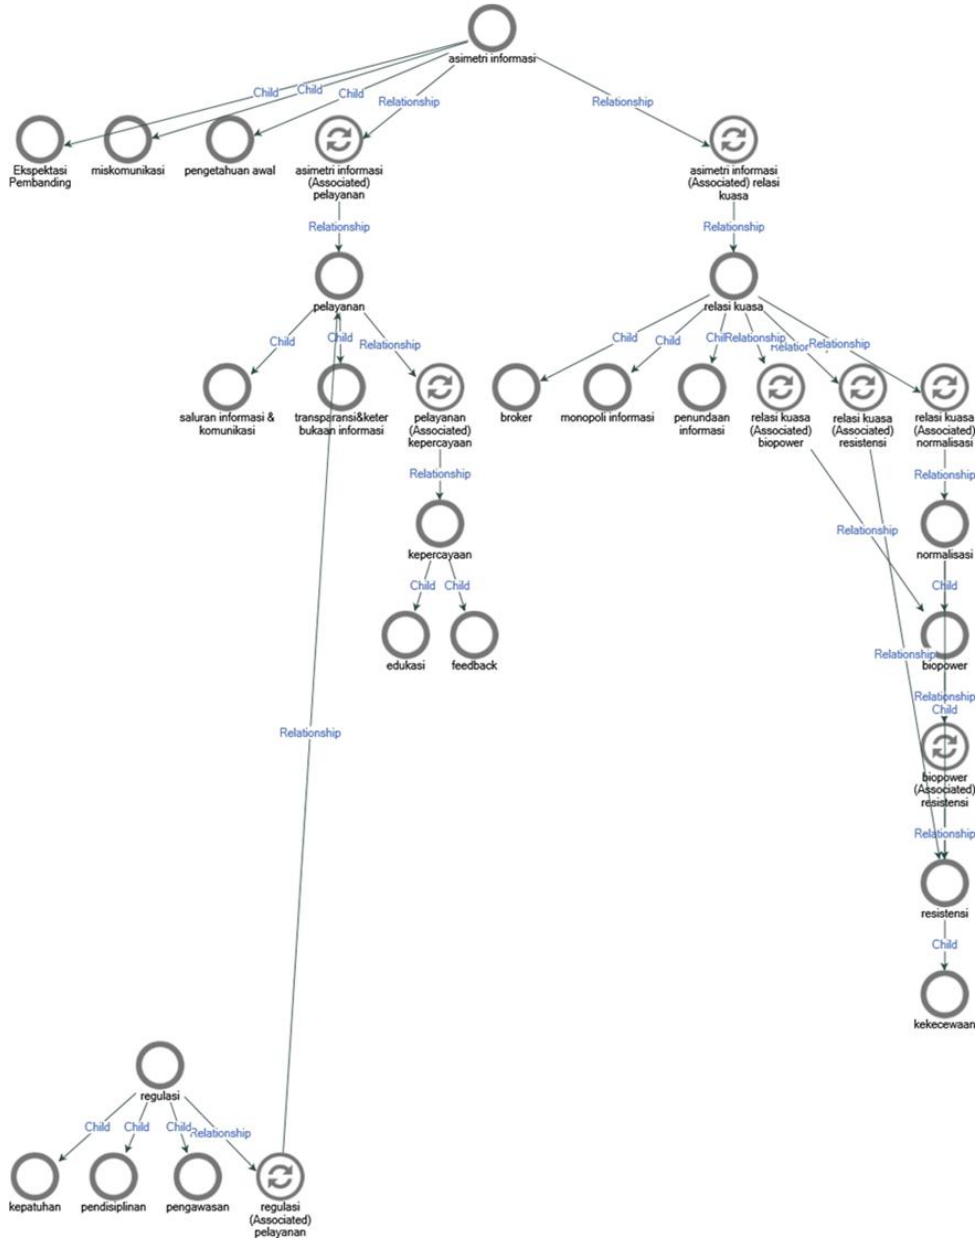 asimetri informasi
Child
Child
Child
Relationship
Relationship
Ekspektasi
Pembanding
miskomunikasi
pengetahuan awal
asimetri informasi
(Associated)
pelayanan
asimetri informasi
(Associated) relasi
kuasa
Relationship
Relationship
pelayanan
relasi kuasa
Child
Child
Relationship
Child
Child
Child
Relationship
Relationship
Relationship
saluran informasi &
komunikasi
transparansi&keter
bukaan informasi
pelayanan
(Associated)
kepercayaan
broker
monopoli informasi
penundaan
informasi
relasi kuasa
(Associated)
biopower
relasi kuasa
(Associated)
resistensi
relasi kuasa
(Associated)
normalisasi
Relationship
Relationship
kepercayaan
normalisasi
Relationship
Child
Child
Child
edukasi
feedback
Relationship
biopower
Relationship
Child
Relationship
biopower
(Associated)
resistensi
Relationship
resistensi
Child
kekecewaan
regulasi
Child
Child
Child
Relationship
kepatuhan
pendisiplinan
pengawasan
regulasi
(Associated)
pelayanan